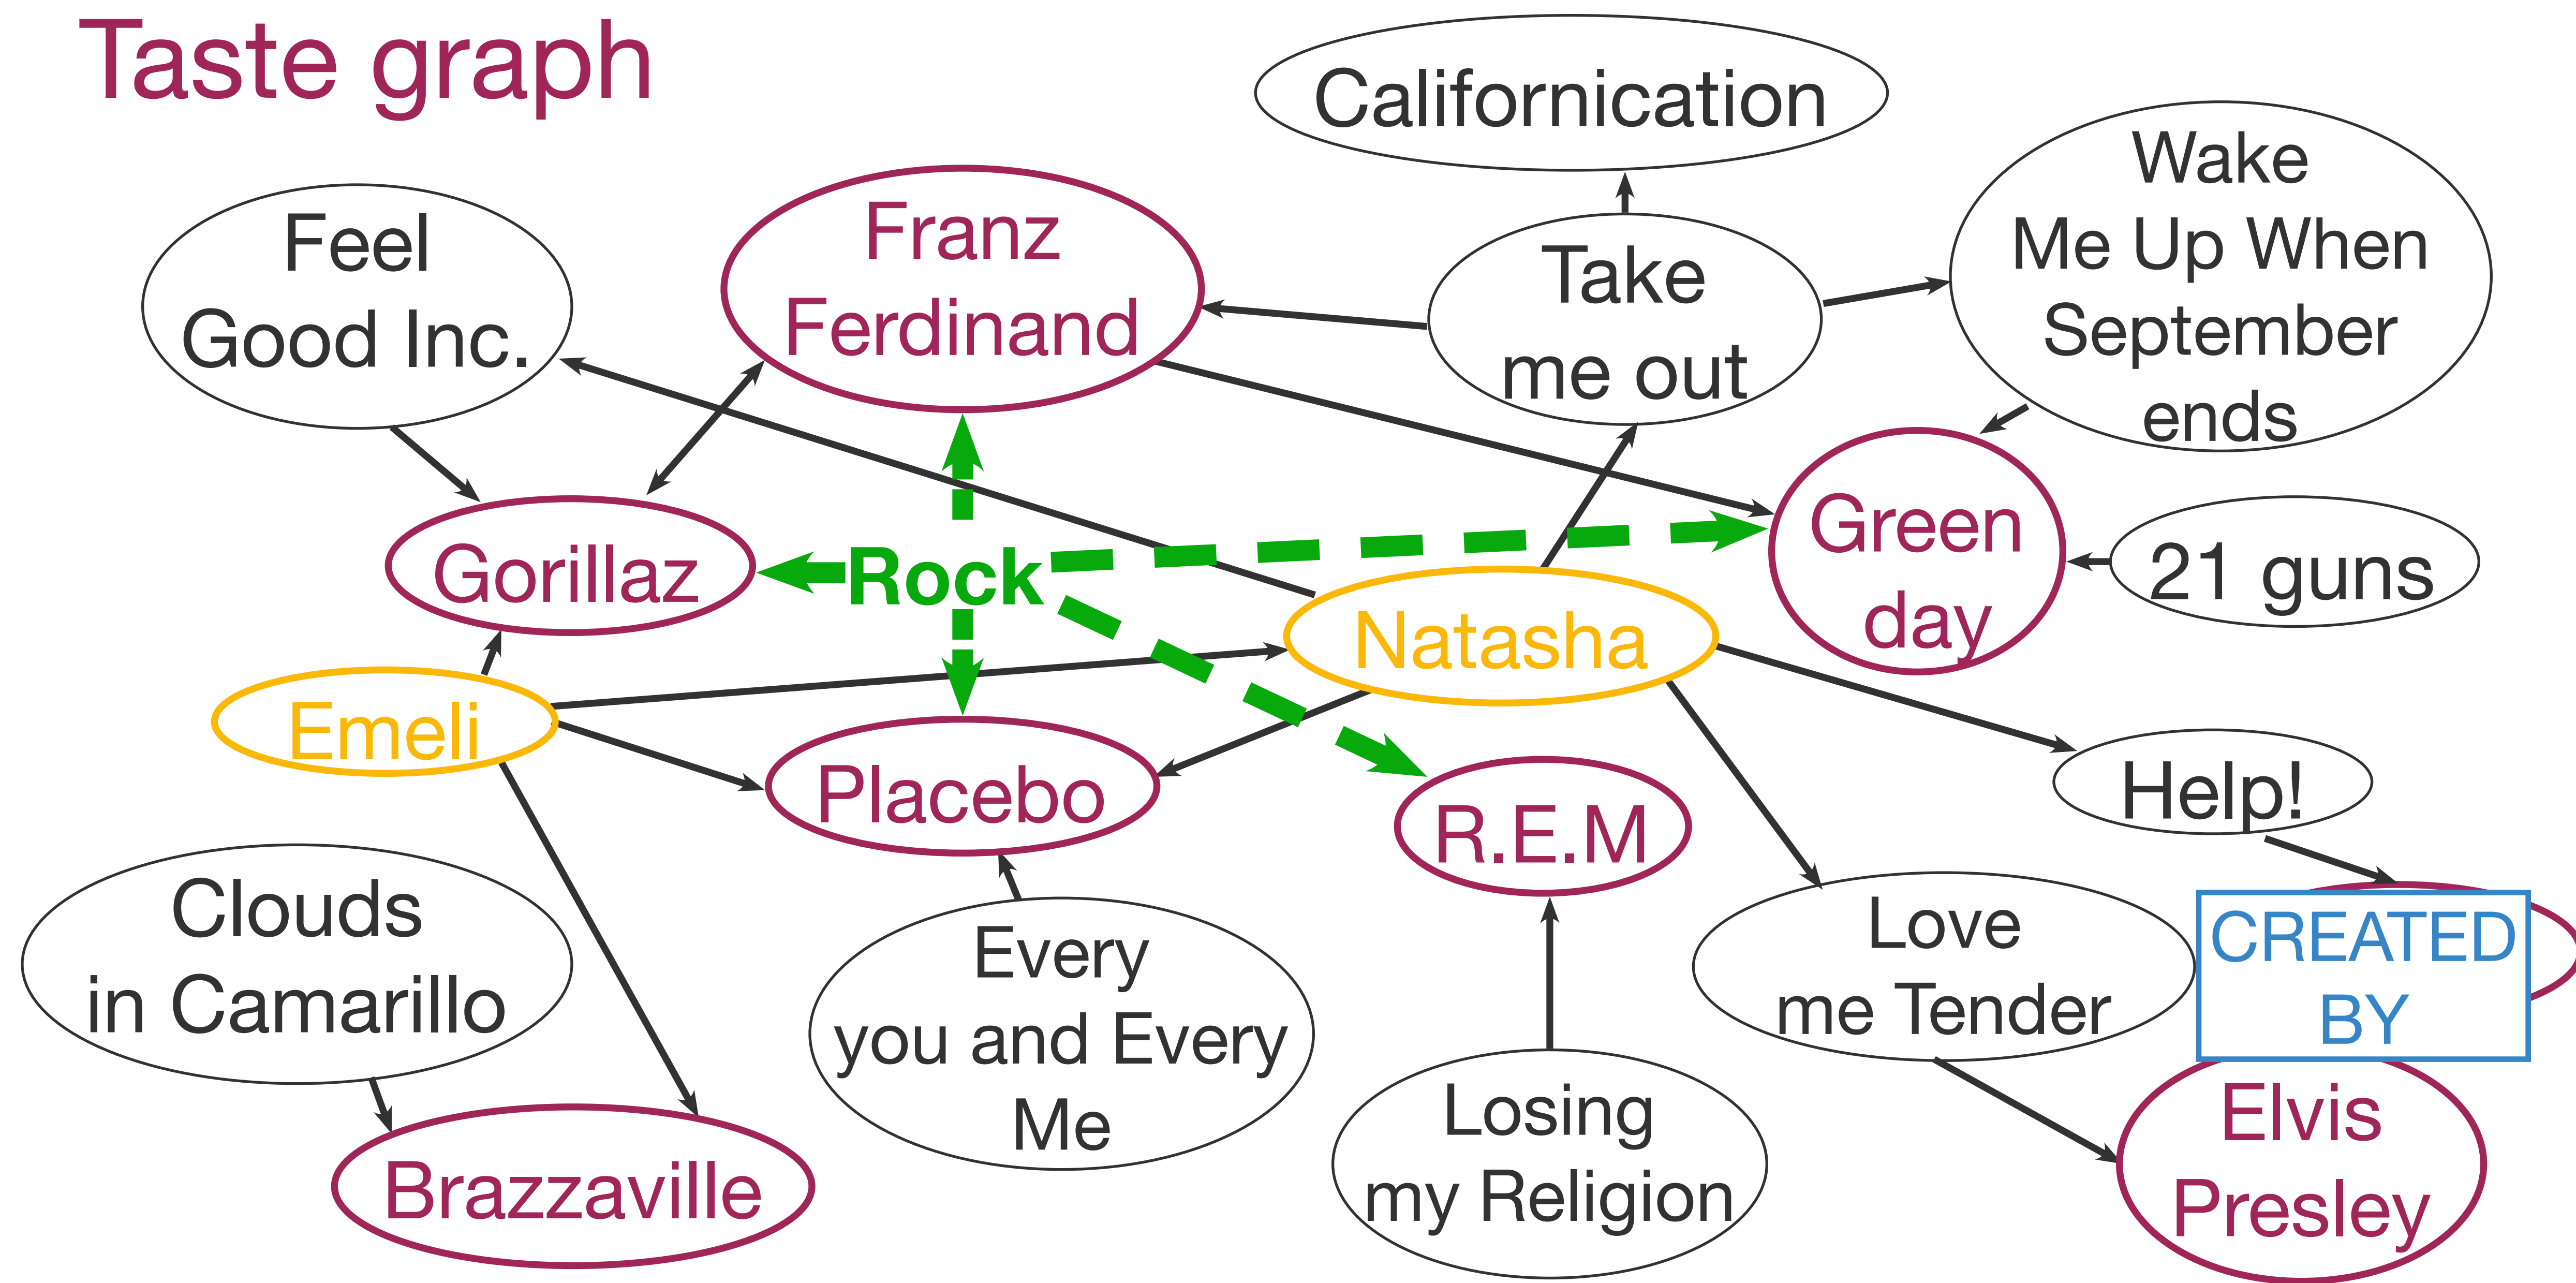 Taste graph
Californication
Wake
Me Up When
September
ends
Feel
Good Inc.
Franz
Ferdinand
Take
me out
Gorillaz
Rock
Green
day
21 guns
Natasha
Emeli
Placebo
R.E.M
Help!
Clouds
in Camarillo
Every
you and Every
Me
Love
me Tender
CREATED
BY
Losing
my Religion
Elvis
Presley
Brazzaville